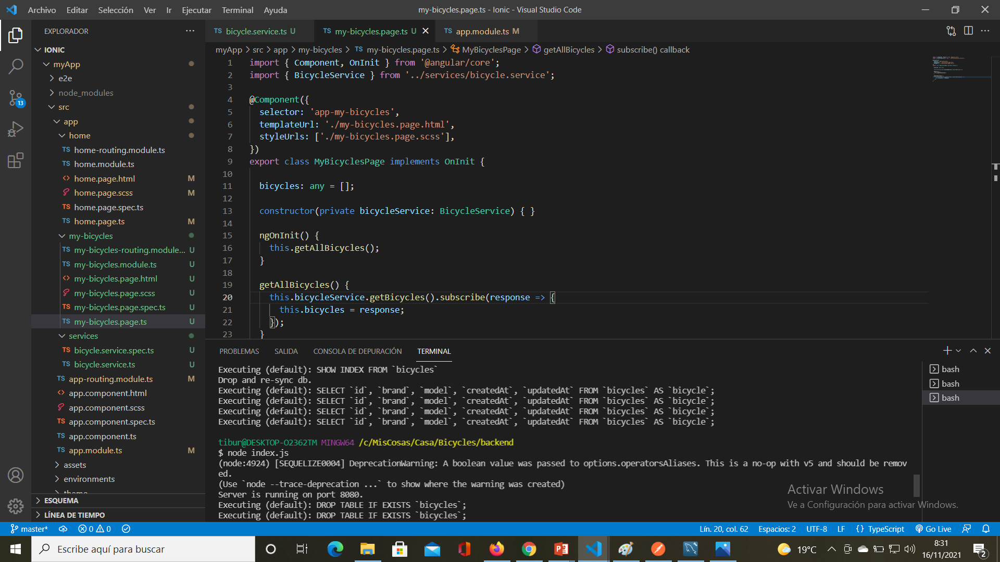 Archivo Editar Selección Ver Ir Ejecutar Terminal Ayuda
my-bicycles.page.ts - Ionic - Visual Studio Code
EXPLORADOR
IONIC
myApp
e2e
node_modules
src
app
home
TS home-routing.module.ts
TS home.module.ts
home.page.html M
home.page.scss M
TS home.page.spec.ts
TS home.page.ts M
my-bicycles
TS my-bicycles-routing.module... U
TS my-bicycles.module.ts U
my-bicycles.page.html U
my-bicycles.page.scss U
TS my-bicycles.page.spec.ts U
TS my-bicycles.page.ts U
services
TS bicycle.service.spec.ts U
TS bicycle.service.ts U
TS app-routing.module.ts M
app.component.html
app.component.scss
TS app.component.spec.ts
TS app.component.ts
TS app.module.ts M
assets
environments
theme
ESQUEMA
LÍNEA DE TIEMPO
13
TS bicycle.service.ts U
TS my-bicycles.page.ts U
TS app.module.ts M
myApp > src > app > my-bicycles > TS my-bicycles.page.ts > MyBicyclesPage > getAllBicycles > subscribe() callback
1 import { Component, OnInit } from '@angular/core';
2 import { BicycleService } from '../services/bicycle.service';
3
4 @Component({
5 selector: 'app-my-bicycles',
6 templateUrl: './my-bicycles.page.html',
7 styleUrls: ['./my-bicycles.page.scss'],
8 })
9 export class MyBicyclesPage implements OnInit {
10
11 bicycles: any = [];
12
13 constructor(private bicycleService: BicycleService) { }
14
15 ngOnInit() {
16 this.getAllBicycles();
17 }
18
19 getAllBicycles() {
20 this.bicycleService.getBicycles().subscribe(response => {
21 this.bicycles = response;
22 });
23 }
PROBLEMAS SALIDA CONSOLA DE DEPURACIÓN TERMINAL
Executing (default): SHOW INDEX FROM `bicycles`
Drop and re-sync db.
Executing (default): SELECT `id`, `brand`, `model`, `createdAt`, `updatedAt` FROM `bicycles` AS `bicycle`;
Executing (default): SELECT `id`, `brand`, `model`, `createdAt`, `updatedAt` FROM `bicycles` AS `bicycle`;
Executing (default): SELECT `id`, `brand`, `model`, `createdAt`, `updatedAt` FROM `bicycles` AS `bicycle`;
Executing (default): SELECT `id`, `brand`, `model`, `createdAt`, `updatedAt` FROM `bicycles` AS `bicycle`;
tibur@DESKTOP-O2362TM MINGW64 /c/MisCosas/Casa/Bicycles/backend
$ node index.js
(node:4924) [SEQUELIZE0004] DeprecationWarning: A boolean value was passed to options.operatorsAliases. This is a no-op with v5 and should be remov
ed.
(Use `node --trace-deprecation ...` to show where the warning was created)
Server is running on port 8080.
Executing (default): DROP TABLE IF EXISTS `bicycles`;
Executing (default): DROP TABLE IF EXISTS `bicycles`;
bash
bash
bash
Activar Windows
Ve a Configuración para activar Windows.
master* 0 0
Lín. 20, col. 62 Espacios: 2 UTF-8 LF {} TypeScript Go Live
Escribe aquí para buscar
19°C
8:31
16/11/2021
2